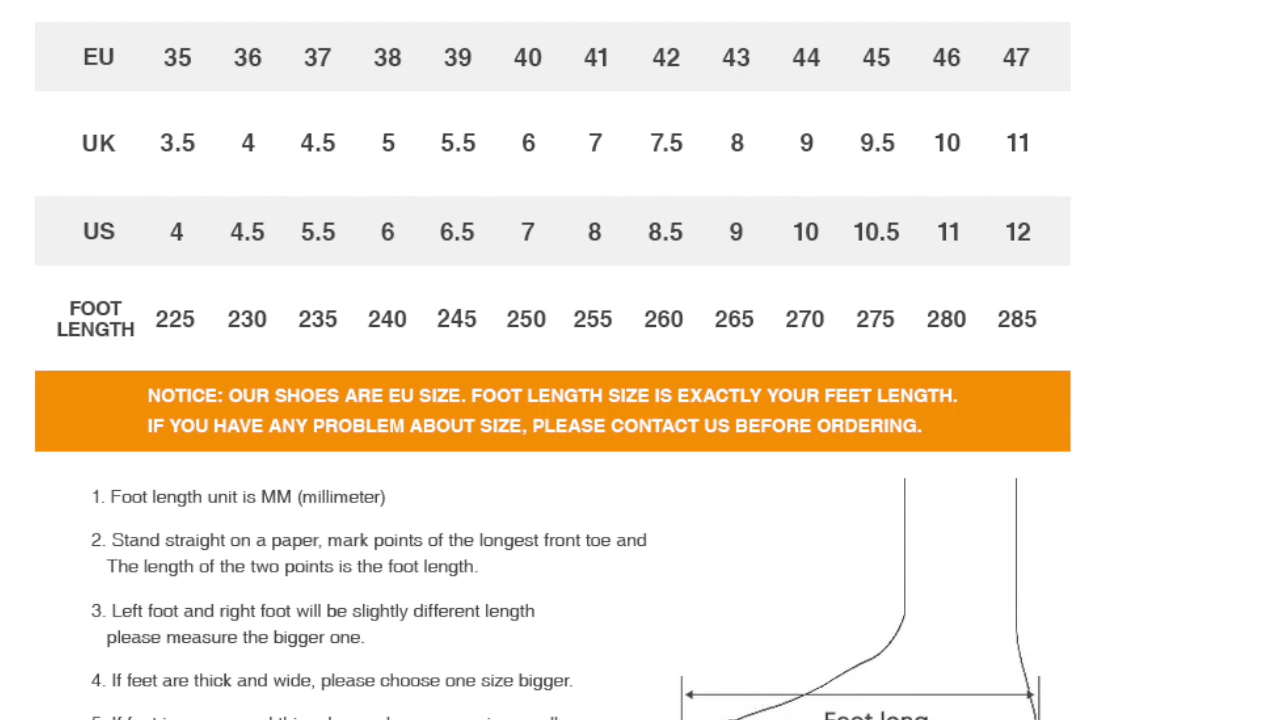 EU 35 36 37 38 39 40 41 42 43 44 45 46 47
UK 3.5 4 4.5 5 5.5 6 7 7.5 8 9 9.5 10 11
US 4 4.5 5.5 6 6.5 7 8 8.5 9 10 10.5 11 12
FOOT LENGTH 225 230 235 240 245 250 255 260 265 270 275 280 285
NOTICE: OUR SHOES ARE EU SIZE. FOOT LENGTH SIZE IS EXACTLY YOUR FEET LENGTH.
IF YOU HAVE ANY PROBLEM ABOUT SIZE, PLEASE CONTACT US BEFORE ORDERING.
1. Foot length unit is MM (millimeter)
2. Stand straight on a paper, mark points of the longest front toe and
The length of the two points is the foot length.
3. Left foot and right foot will be slightly different length
please measure the bigger one.
4. If feet are thick and wide, please choose one size bigger.
Foot long